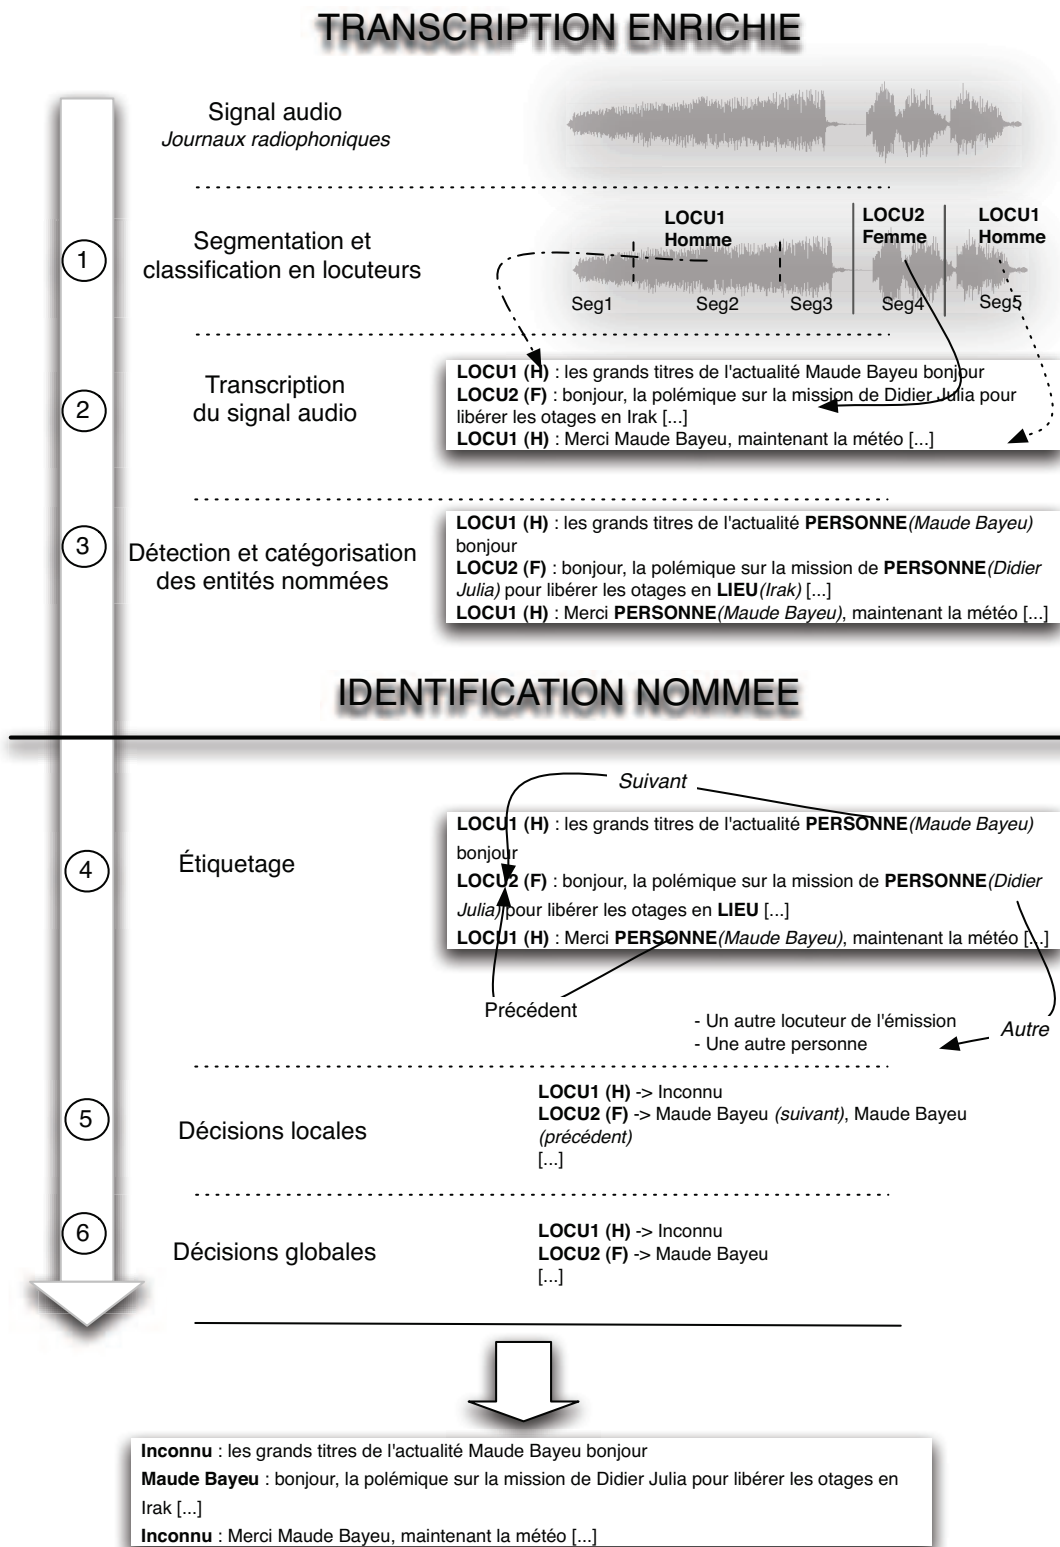 TRANSCRIPTION ENRICHIE
Signal audio
Journaux radiophoniques
1
Segmentation et
classification en locuteurs
LOCU1
Homme
LOCU2
Femme
LOCU1
Homme
Seg1 Seg2 Seg3 Seg4 Seg5
2
Transcription
du signal audio
LOCU1 (H) : les grands titres de l'actualité Maude Bayeu bonjour
LOCU2 (F) : bonjour, la polémique sur la mission de Didier Julia pour
libérer les otages en Irak [...]
LOCU1 (H) : Merci Maude Bayeu, maintenant la météo [...]
3
Détection et catégorisation
des entités nommées
LOCU1 (H) : les grands titres de l'actualité PERSONNE(Maude Bayeu)
bonjour
LOCU2 (F) : bonjour, la polémique sur la mission de PERSONNE(Didier
Julia) pour libérer les otages en LIEU(Irak) [...]
LOCU1 (H) : Merci PERSONNE(Maude Bayeu), maintenant la météo [...]
IDENTIFICATION NOMMEE
4
Étiquetage
Suivant
LOCU1 (H) : les grands titres de l'actualité PERSONNE(Maude Bayeu)
bonjour
LOCU2 (F) : bonjour, la polémique sur la mission de PERSONNE(Didier
Julia) pour libérer les otages en LIEU [...]
LOCU1 (H) : Merci PERSONNE(Maude Bayeu), maintenant la météo [...]
Précédent
- Un autre locuteur de l'émission
- Une autre personne
Autre
5
Décisions locales
LOCU1 (H) -> Inconnu
LOCU2 (F) -> Maude Bayeu (suivant), Maude Bayeu
(précédent)
[...]
6
Décisions globales
LOCU1 (H) -> Inconnu
LOCU2 (F) -> Maude Bayeu
[...]
Inconnu : les grands titres de l'actualité Maude Bayeu bonjour
Maude Bayeu : bonjour, la polémique sur la mission de Didier Julia pour libérer les otages en
Irak [...]
Inconnu : Merci Maude Bayeu, maintenant la météo [...]